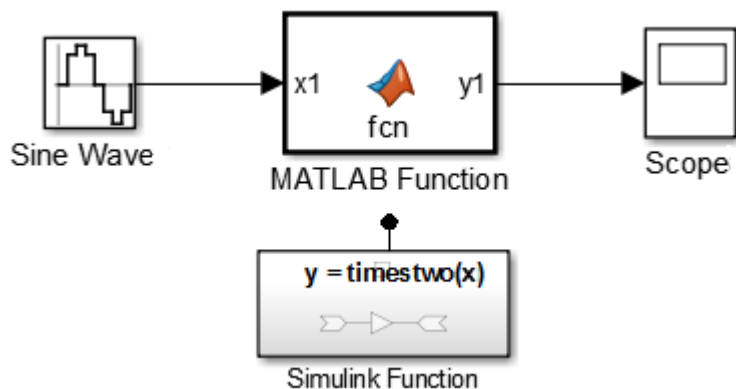 x1
y1
fcn
Sine Wave
MATLAB Function
Scope
y = timestwo(x)
Simulink Function